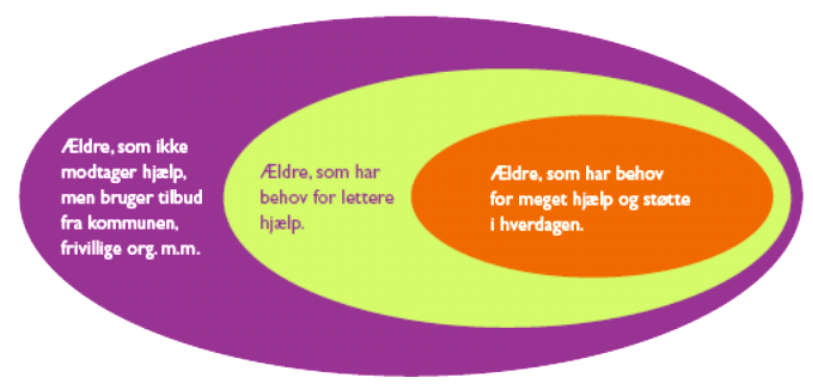 Ældre, som ikke
modtager hjælp,
men bruger tilbud
fra kommunen,
frivillige org. m.m.
Ældre, som har
behov for lettere
hjælp.
Ældre, som har behov
for meget hjælp og støtte
i hverdagen.